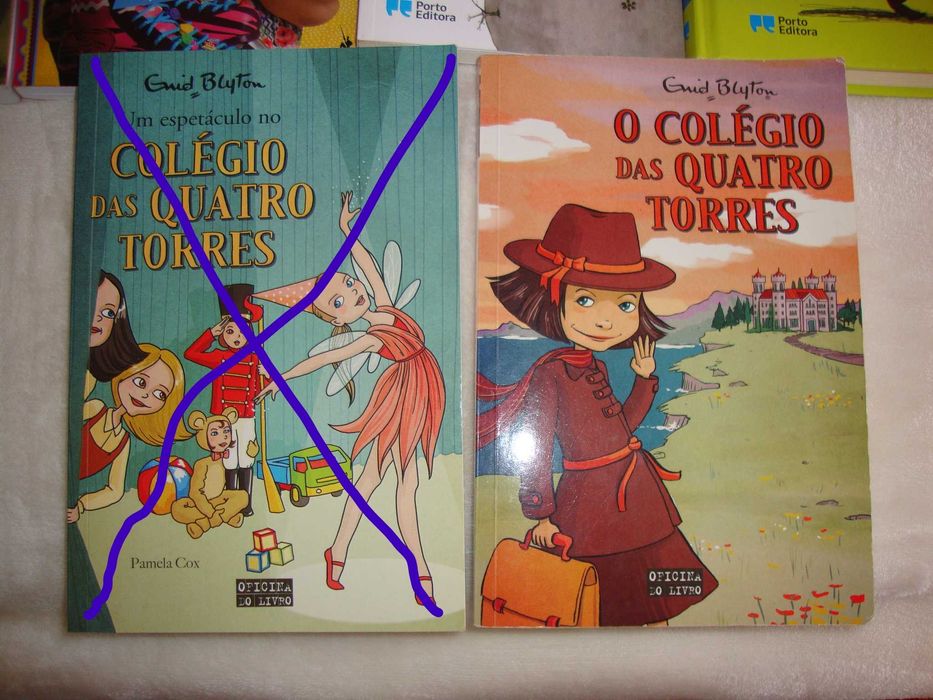 Porto
Editora
Porto
Editora
Enid Blyton
Um espetáculo no
COLÉGIO
DAS QUATRO
TORRES
Pamela Cox
OFICINA
DO LIVRO
Enid Blyton
O COLÉGIO
DAS QUATRO
TORRES
OFICINA
DO LIVRO